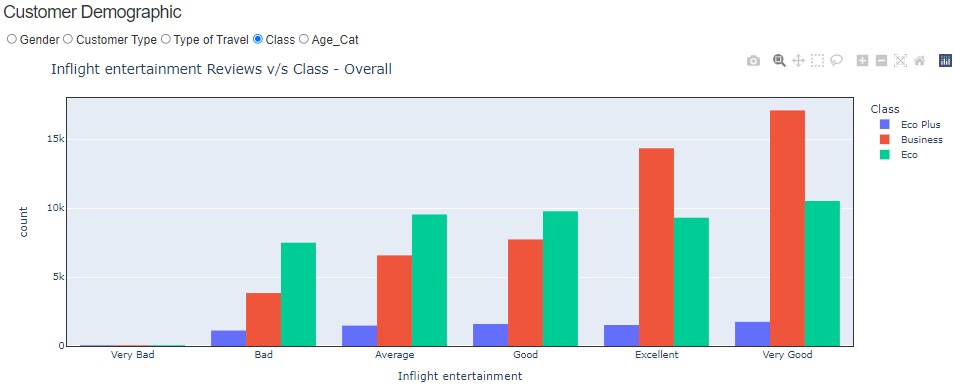 Customer Demographic
Gender Customer Type Type of Travel Class Age_Cat
Inflight entertainment Reviews v/s Class - Overall
Class
Eco Plus
Business
Eco
15k
10k
5k
0
count
Very Bad Bad Average Good Excellent Very Good
Inflight entertainment